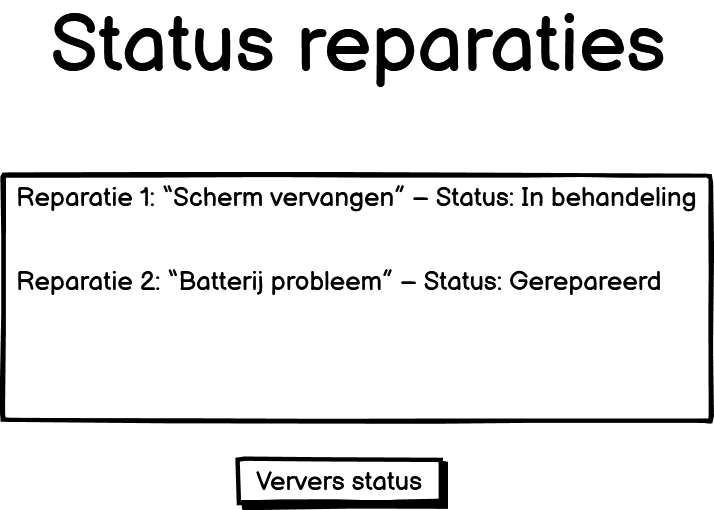 Status reparaties
Reparatie 1: “Scherm vervangen” – Status: In behandeling
Reparatie 2: “Batterij probleem” – Status: Gerepareerd
Ververs status